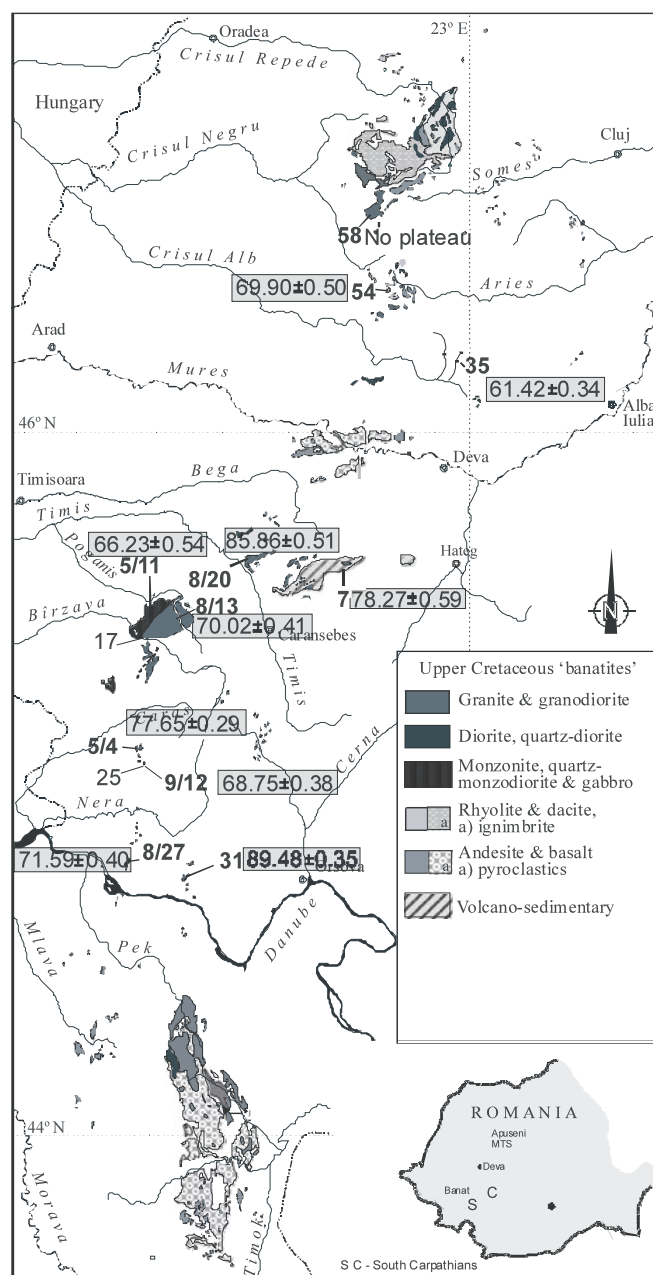 Oradea
23º E
Crisul Repede
Hungary
Crisul Negru
Cluj
Somes
58 No plateau
Crisul Alb
69.90±0.50 54
Aries
Arad
35
Mures
61.42±0.34
Alba
Iulia
46º N
Deva
Bega
Timisoara
Timis
85.86±0.51
66.23±0.54
Poganis
5/11
8/20
Hateg
7 78.27±0.59
8/13
Bîrzava
70.02±0.41
17
Caransebes
Timis
Upper Cretaceous ‘banatites’
Granite & granodiorite
77.65±0.29
Diorite, quartz-diorite
5/4
Cerna
25
9/12
68.75±0.38
Monzonite, quartz-
monzodiorite & gabbro
Nera
a
Rhyolite & dacite,
a) ignimbrite
71.59±0.40 8/27
31 89.48±0.35
Orsova
a
Andesite & basalt
a) pyroclastics
Volcano-sedimentary
Danube
Mlava
Pek
N
44º N
ROMANIA
Apuseni
MTS
Deva
Banat
S C
Morava
Timok
S C - South Carpathians